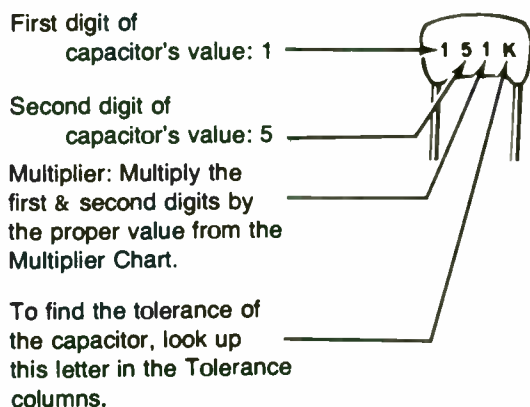 First digit of
capacitor's value: 1
1 5 1 K
Second digit of
capacitor's value: 5
Multiplier: Multiply the
first & second digits by
the proper value from the
Multiplier Chart.
To find the tolerance of
the capacitor, look up
this letter in the Tolerance
columns.